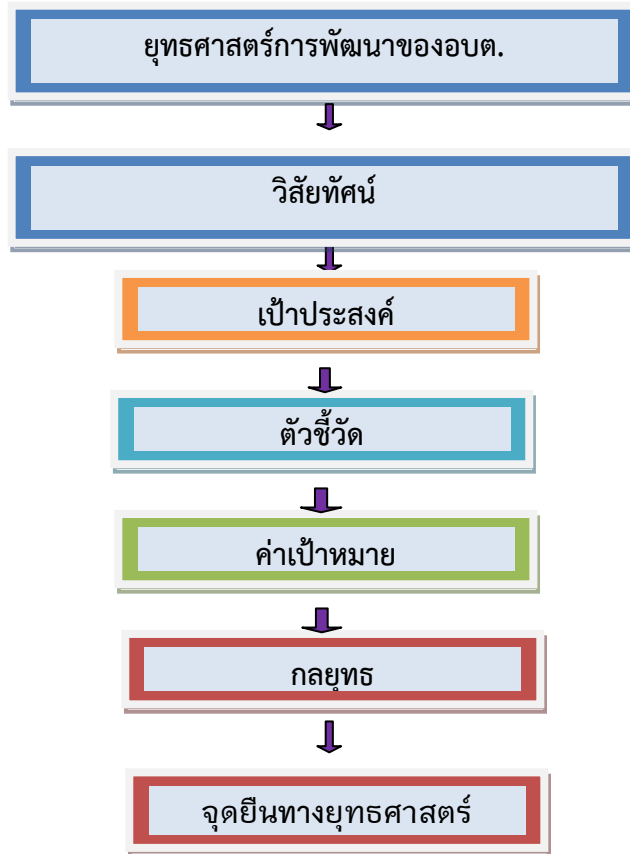 ยุทธศาสตร์การพัฒนาของอบต.
วิสัยทัศน์
เป้าประสงค์
ตัวชี้วัด
ค่าเป้าหมาย
กลยุทธ
จุดยืนทางยุทธศาสตร์